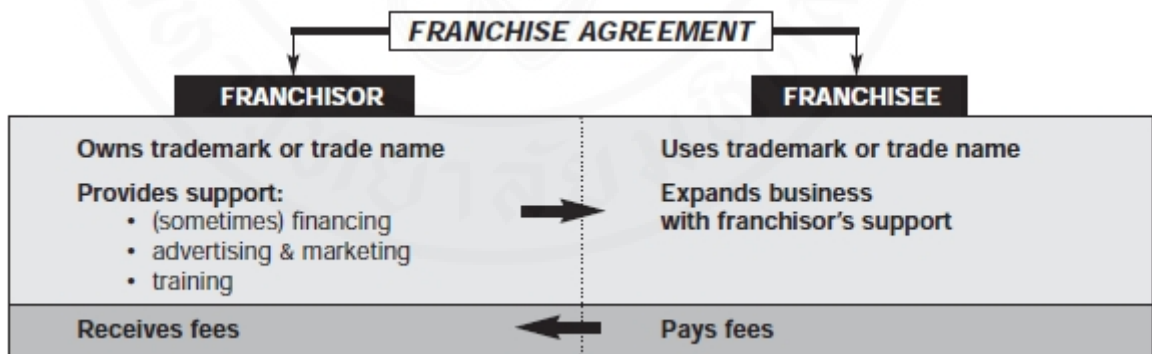 FRANCHISE AGREEMENT
FRANCHISOR
FRANCHISEE
Owns trademark or trade name
Provides support:
• (sometimes) financing
• advertising & marketing
• training
Uses trademark or trade name
Expands business
with franchisor's support
Receives fees
Pays fees